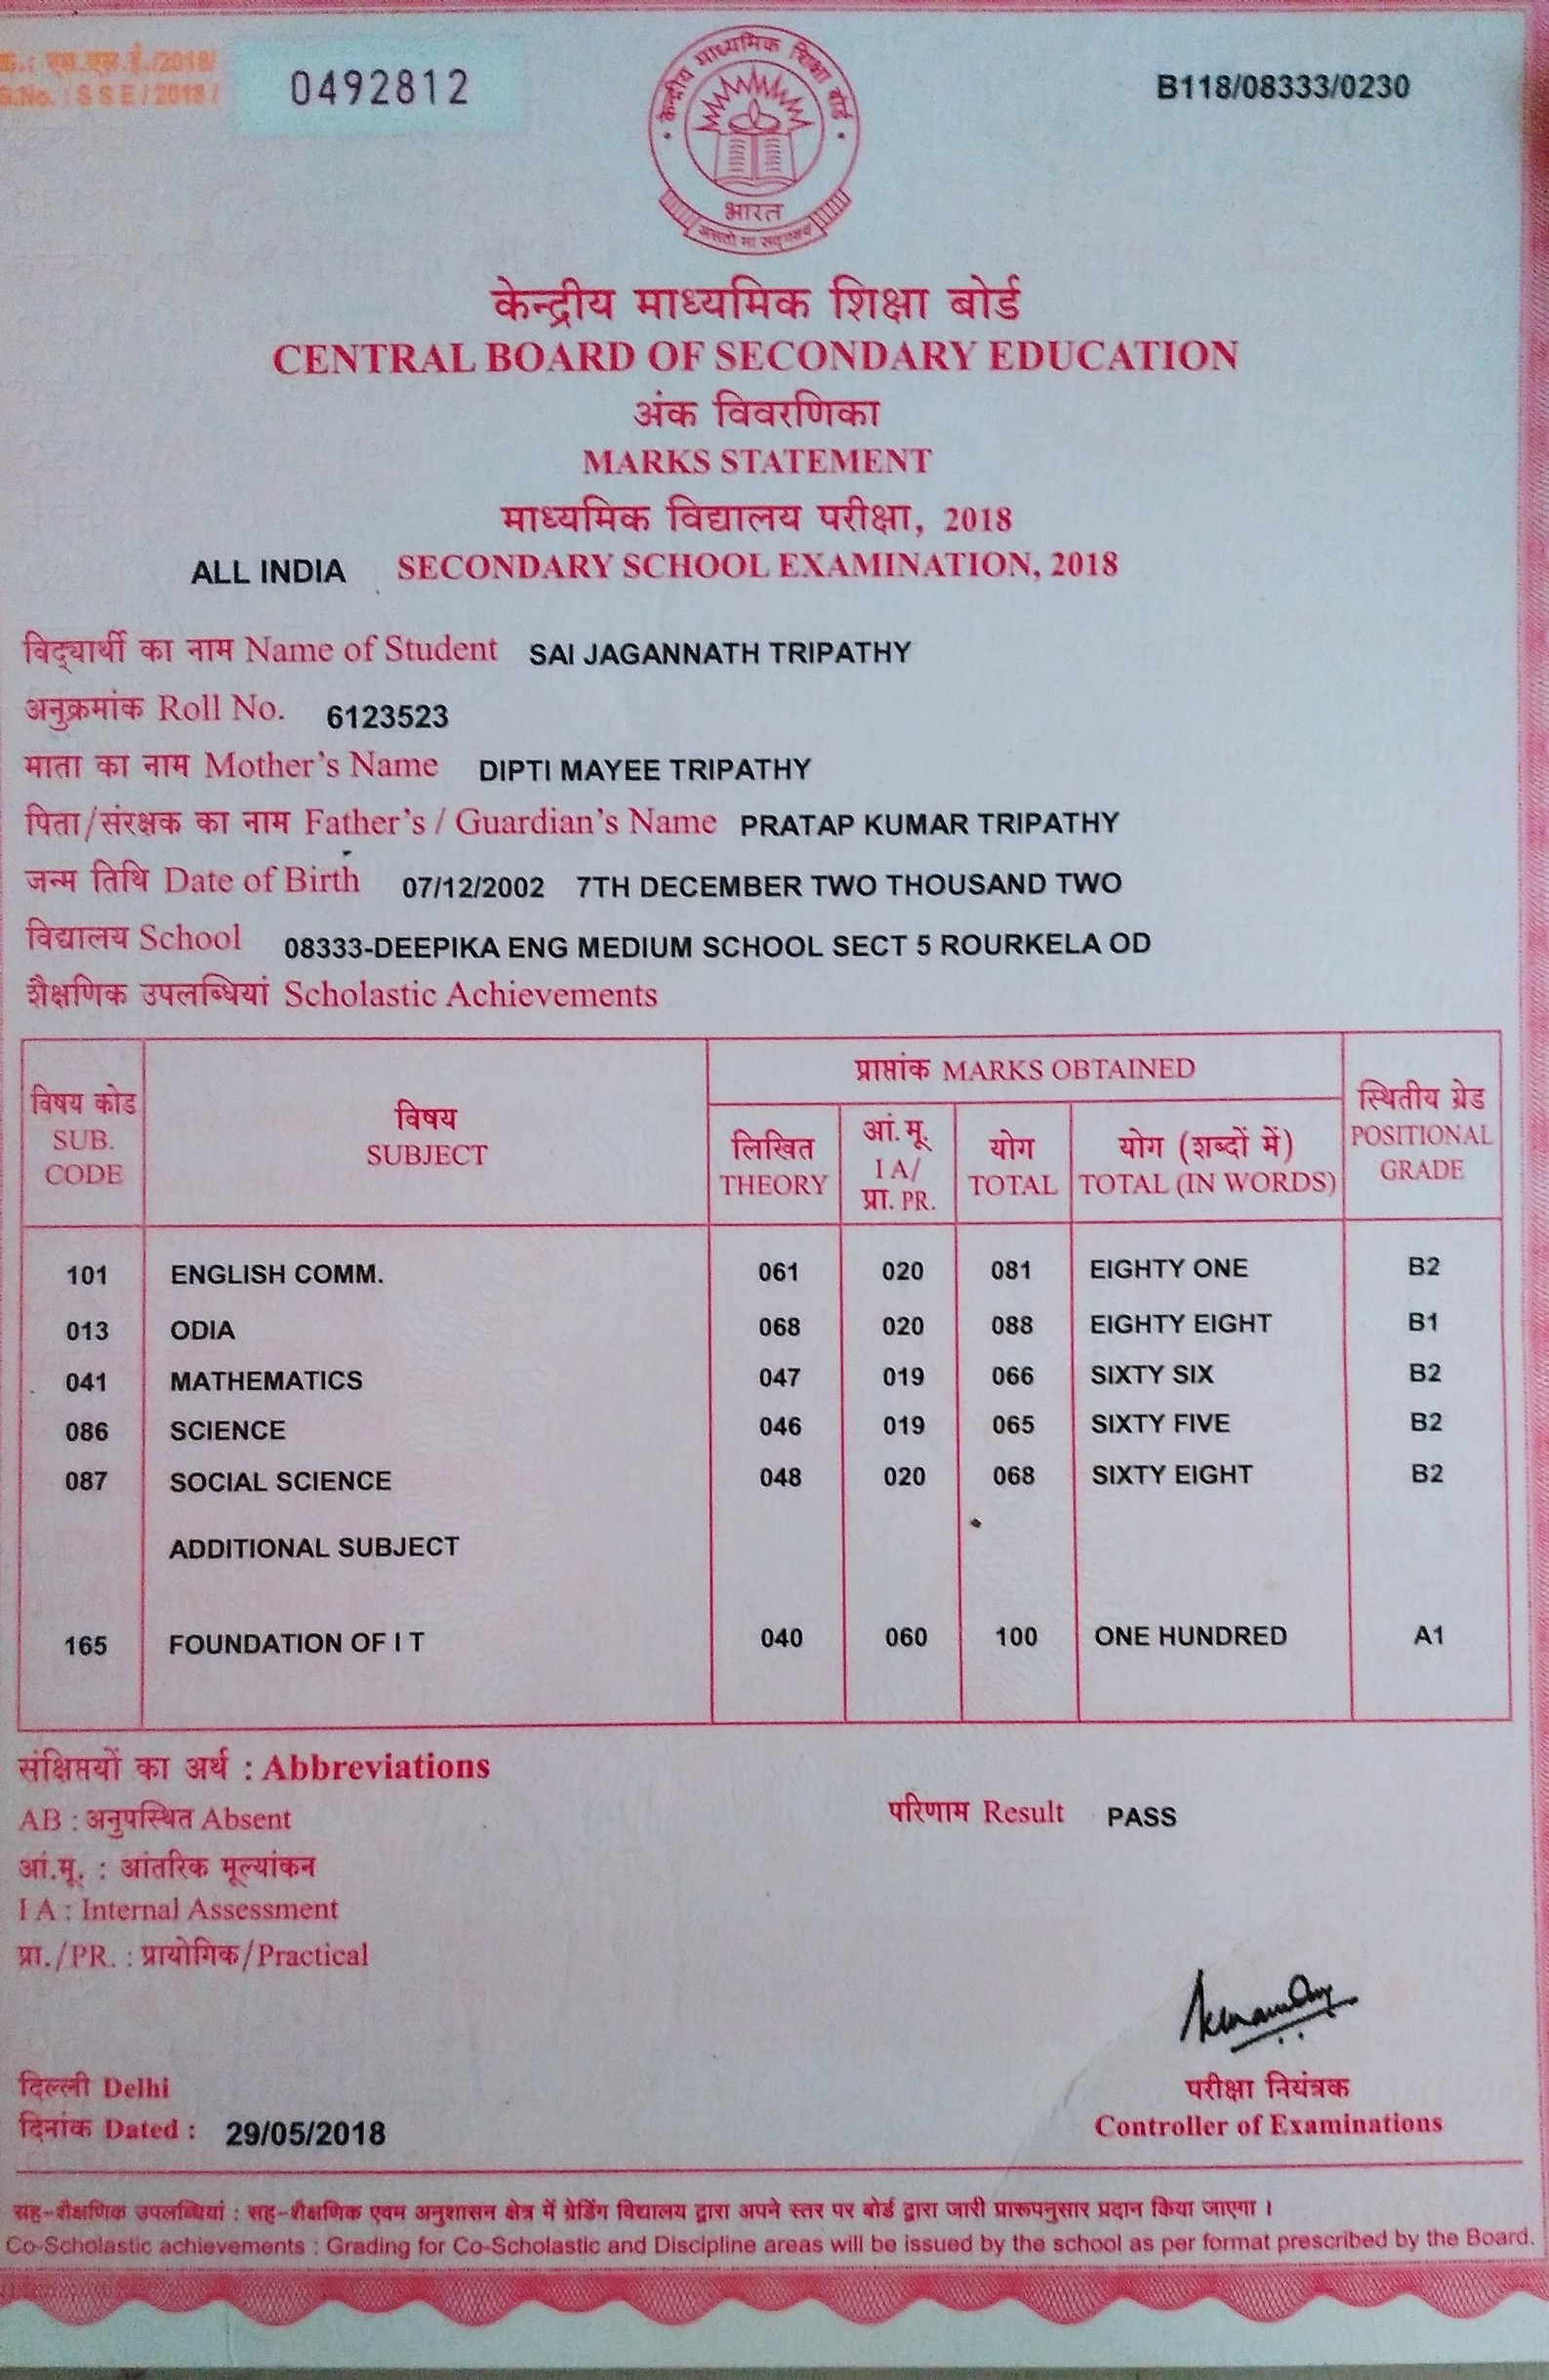 क्र.: एस.एस.ई./2018/
S.No. : S S E / 2018 /
0492812
B118/08333/0230
केन्द्रीय माध्यमिक शिक्षा बोर्ड
भारत
असतो मा सद्गमय
केन्द्रीय माध्यमिक शिक्षा बोर्ड
CENTRAL BOARD OF SECONDARY EDUCATION
अंक विवरणिका
MARKS STATEMENT
माध्यमिक विद्यालय परीक्षा, 2018
ALL INDIA SECONDARY SCHOOL EXAMINATION, 2018
विद्यार्थी का नाम Name of Student SAI JAGANNATH TRIPATHY
अनुक्रमांक Roll No. 6123523
माता का नाम Mother's Name DIPTI MAYEE TRIPATHY
पिता/संरक्षक का नाम Father's / Guardian's Name PRATAP KUMAR TRIPATHY
जन्म तिथि Date of Birth 07/12/2002 7TH DECEMBER TWO THOUSAND TWO
विद्यालय School 08333-DEEPIKA ENG MEDIUM SCHOOL SECT 5 ROURKELA OD
शैक्षणिक उपलब्धियां Scholastic Achievements
विषय कोड
SUB.
CODE
विषय
SUBJECT
प्राप्तांक MARKS OBTAINED
लिखित
THEORY
आं.मू.
I A/
प्रा. PR.
योग
TOTAL
योग (शब्दों में)
TOTAL (IN WORDS)
स्थितीय ग्रेड
POSITIONAL
GRADE
101 ENGLISH COMM. 061 020 081 EIGHTY ONE B2
013 ODIA 068 020 088 EIGHTY EIGHT B1
041 MATHEMATICS 047 019 066 SIXTY SIX B2
086 SCIENCE 046 019 065 SIXTY FIVE B2
087 SOCIAL SCIENCE 048 020 068 SIXTY EIGHT B2
ADDITIONAL SUBJECT
165 FOUNDATION OF I T 040 060 100 ONE HUNDRED A1
संक्षिप्तयों का अर्थ : Abbreviations
AB : अनुपस्थित Absent
परिणाम Result PASS
आं.मू. : आंतरिक मूल्यांकन
I A : Internal Assessment
प्रा./PR. : प्रायोगिक/Practical
दिल्ली Delhi
दिनांक Dated : 29/05/2018
परीक्षा नियंत्रक
Controller of Examinations
सह-शैक्षणिक उपलब्धियां : सह-शैक्षणिक एवम अनुशासन क्षेत्र में ग्रेडिंग विद्यालय द्वारा अपने स्तर पर बोर्ड द्वारा जारी प्रारूपनुसार प्रदान किया जाएगा ।
Co-Scholastic achievements : Grading for Co-Scholastic and Discipline areas will be issued by the school as per format prescribed by the Board.